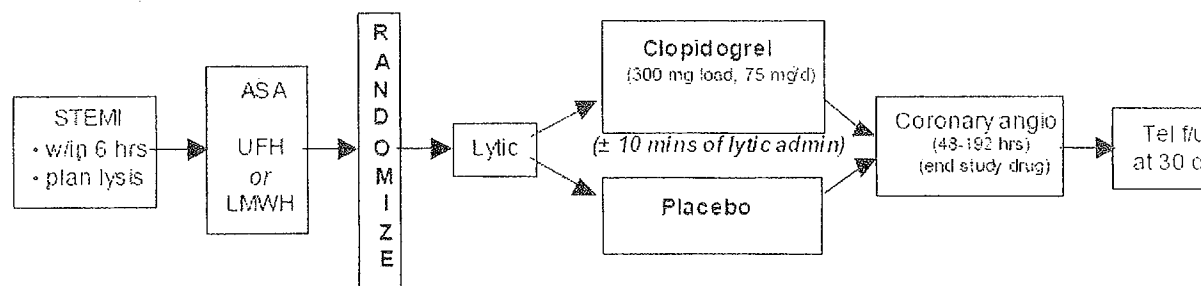 STEMI
• w/in 6 hrs
• plan lysis
ASA
UFH
or
LMWH
R
A
N
D
O
M
I
Z
E
Lytic
Clopidogrel
(300 mg load, 75 mg/d)
(± 10 mins of lytic admin)
Placebo
Coronary angio
(48-192 hrs)
(end study drug)
Tel f/u
at 30 d